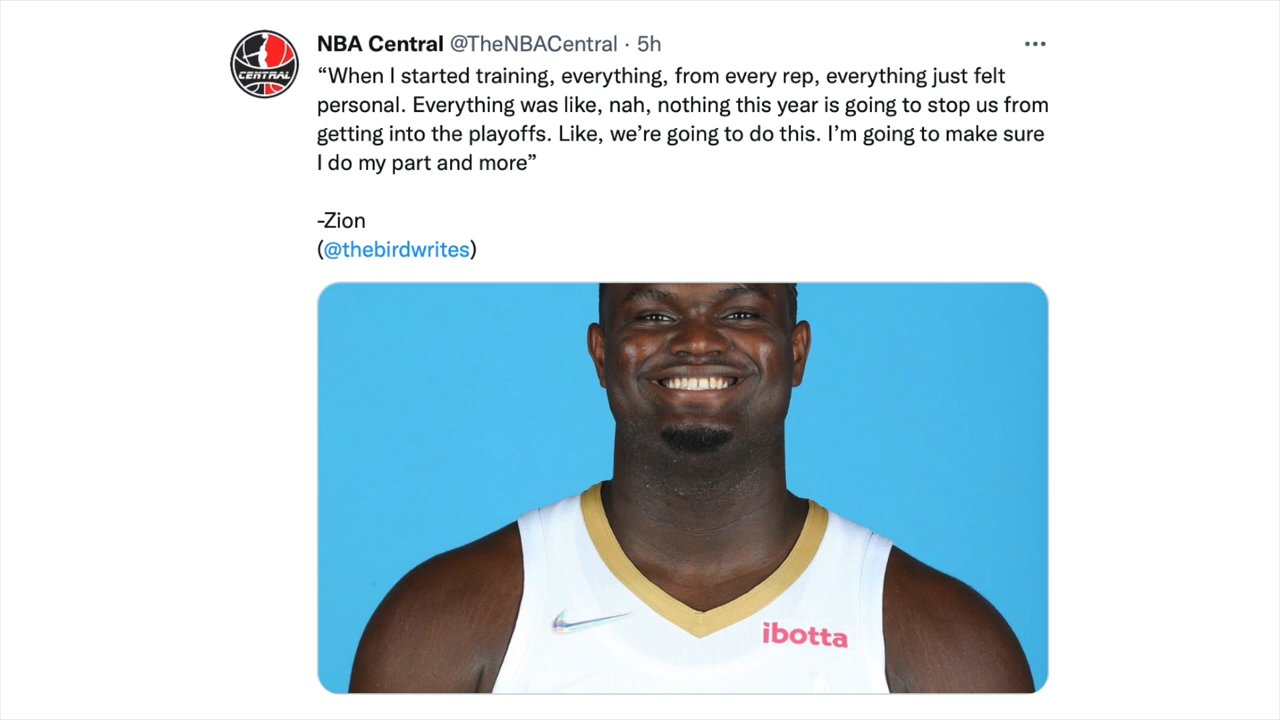 NBA Central @TheNBACentral · 5h
“When I started training, everything, from every rep, everything just felt
personal. Everything was like, nah, nothing this year is going to stop us from
getting into the playoffs. Like, we’re going to do this. I’m going to make sure
I do my part and more”
-Zion
(@thebirdwrites)
CENTRAL
ibotta